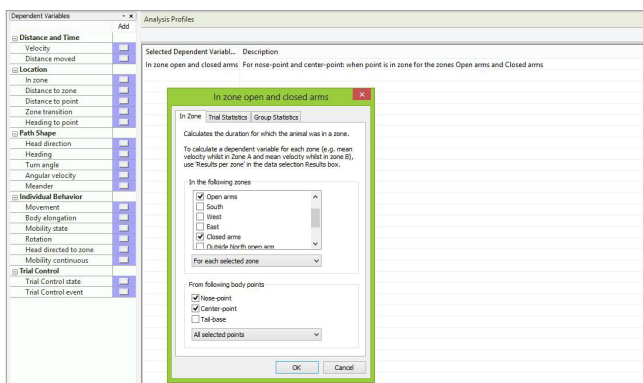 Dependent Variables
Add
Distance and Time
Velocity
Distance moved
Location
In zone
Distance to zone
Distance to point
Zone transition
Heading to point
Path Shape
Head direction
Heading
Turn angle
Angular velocity
Meander
Individual Behavior
Movement
Body elongation
Mobility state
Rotation
Head directed to zone
Mobility continuous
Trial Control
Trial Control state
Trial Control event
Analysis Profiles
Selected Dependent Variabl... Description
In zone open and closed arms For nose-point and center-point: when point is in zone for the zones Open arms and Closed arms
In zone open and closed arms
In Zone Trial Statistics Group Statistics
Calculates the duration for which the animal was in a zone.
To calculate a dependent variable for each zone (e.g. mean
velocity whilst in Zone A and mean velocity whilst in zone B),
use 'Results per zone' in the data selection Results box.
In the following zones
Open arms
South
West
East
Closed arms
Outside North open arm
For each selected zone
From following body points
Nose-point
Center-point
Tail-base
All selected points
OK Cancel